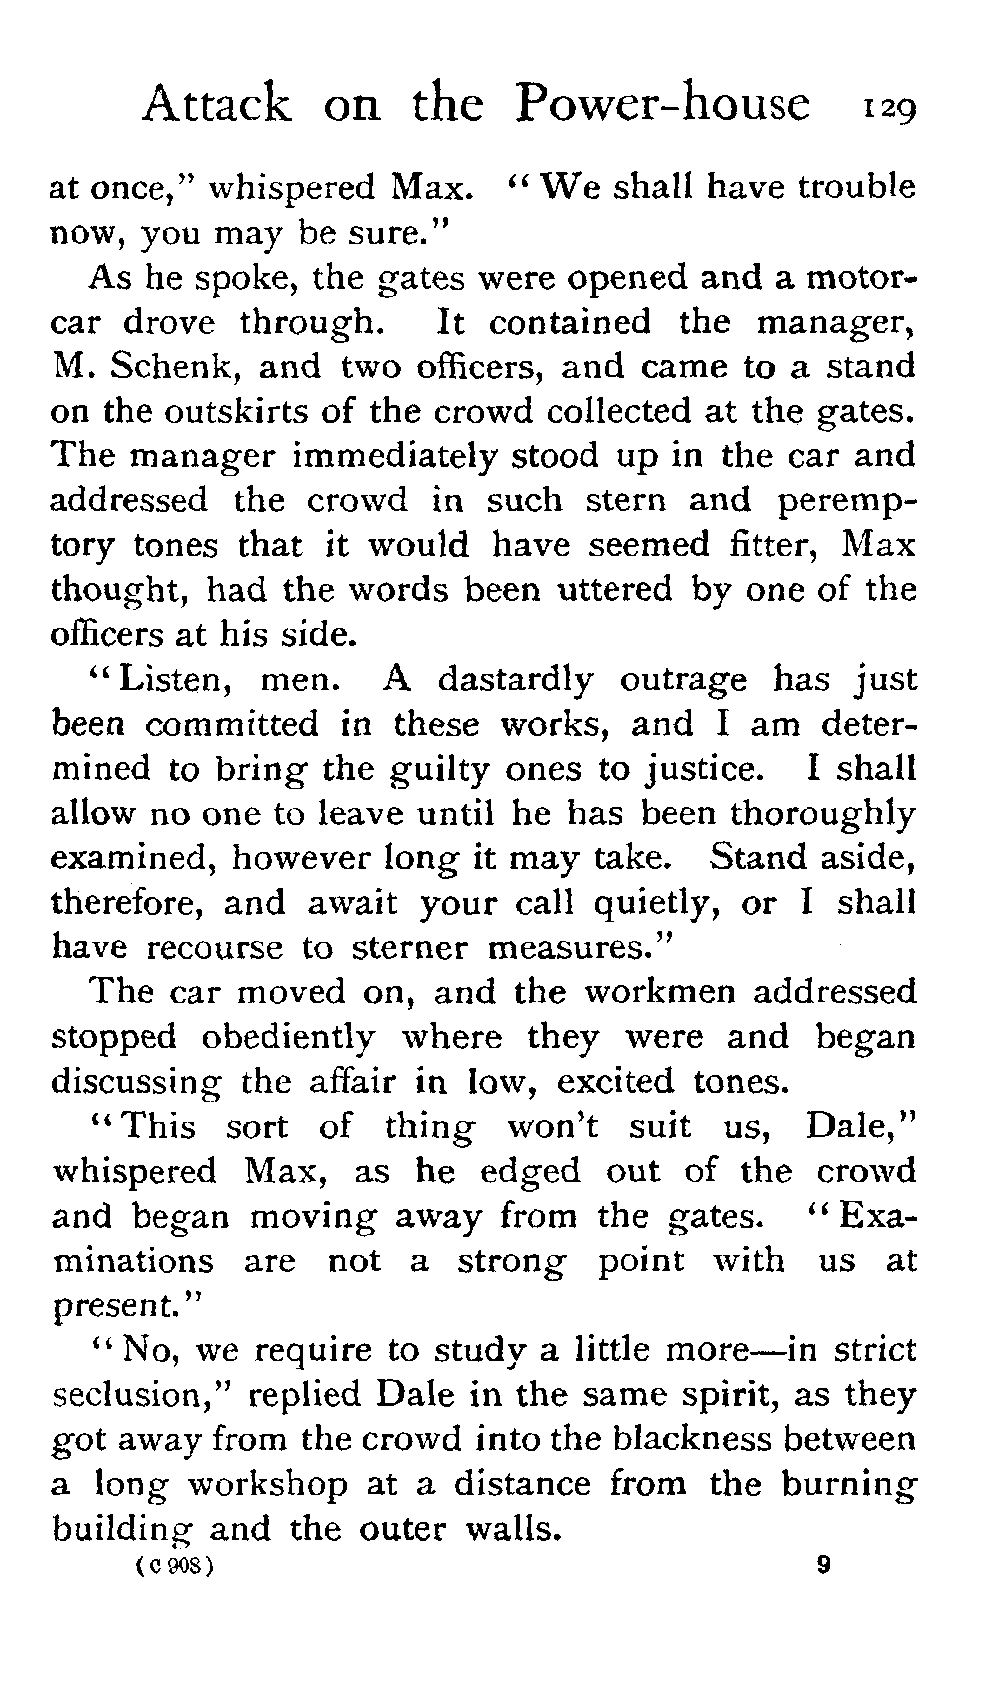 Attack on the Power-house 129
at once," whispered Max. "We shall have trouble
now, you may be sure."
As he spoke, the gates were opened and a motor-
car drove through. It contained the manager,
M. Schenk, and two officers, and came to a stand
on the outskirts of the crowd collected at the gates.
The manager immediately stood up in the car and
addressed the crowd in such stern and peremp-
tory tones that it would have seemed fitter, Max
thought, had the words been uttered by one of the
officers at his side.
"Listen, men. A dastardly outrage has just
been committed in these works, and I am deter-
mined to bring the guilty ones to justice. I shall
allow no one to leave until he has been thoroughly
examined, however long it may take. Stand aside,
therefore, and await your call quietly, or I shall
have recourse to sterner measures."
The car moved on, and the workmen addressed
stopped obediently where they were and began
discussing the affair in low, excited tones.
"This sort of thing won't suit us, Dale,"
whispered Max, as he edged out of the crowd
and began moving away from the gates. "Exa-
minations are not a strong point with us at
present."
"No, we require to study a little more—in strict
seclusion," replied Dale in the same spirit, as they
got away from the crowd into the blackness between
a long workshop at a distance from the burning
building and the outer walls.
(C 908) 9